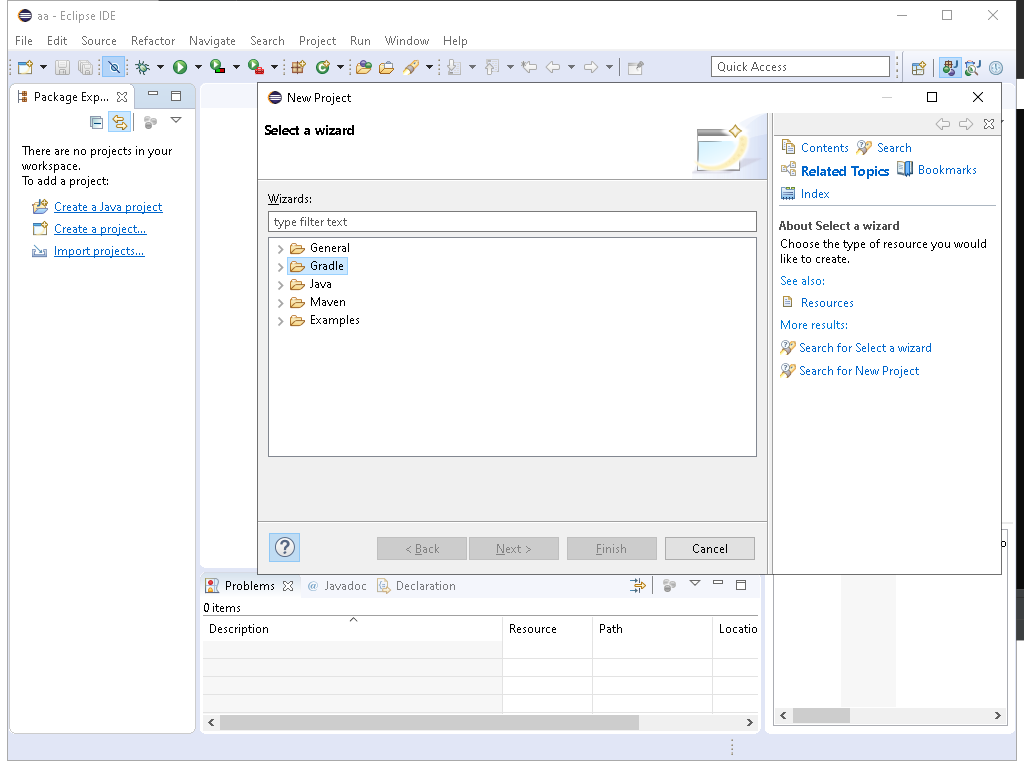 aa - Eclipse IDE
File Edit Source Refactor Navigate Search Project Run Window Help
Quick Access
Package Exp...
There are no projects in your
workspace.
To add a project:
Create a Java project
Create a project...
Import projects...
New Project
Select a wizard
Wizards:
type filter text
General
Gradle
Java
Maven
Examples
< Back Next > Finish Cancel
Contents Search
Related Topics Bookmarks
Index
About Select a wizard
Choose the type of resource you would
like to create.
See also:
Resources
More results:
Search for Select a wizard
Search for New Project
Problems @ Javadoc Declaration
0 items
Description Resource Path Locatio